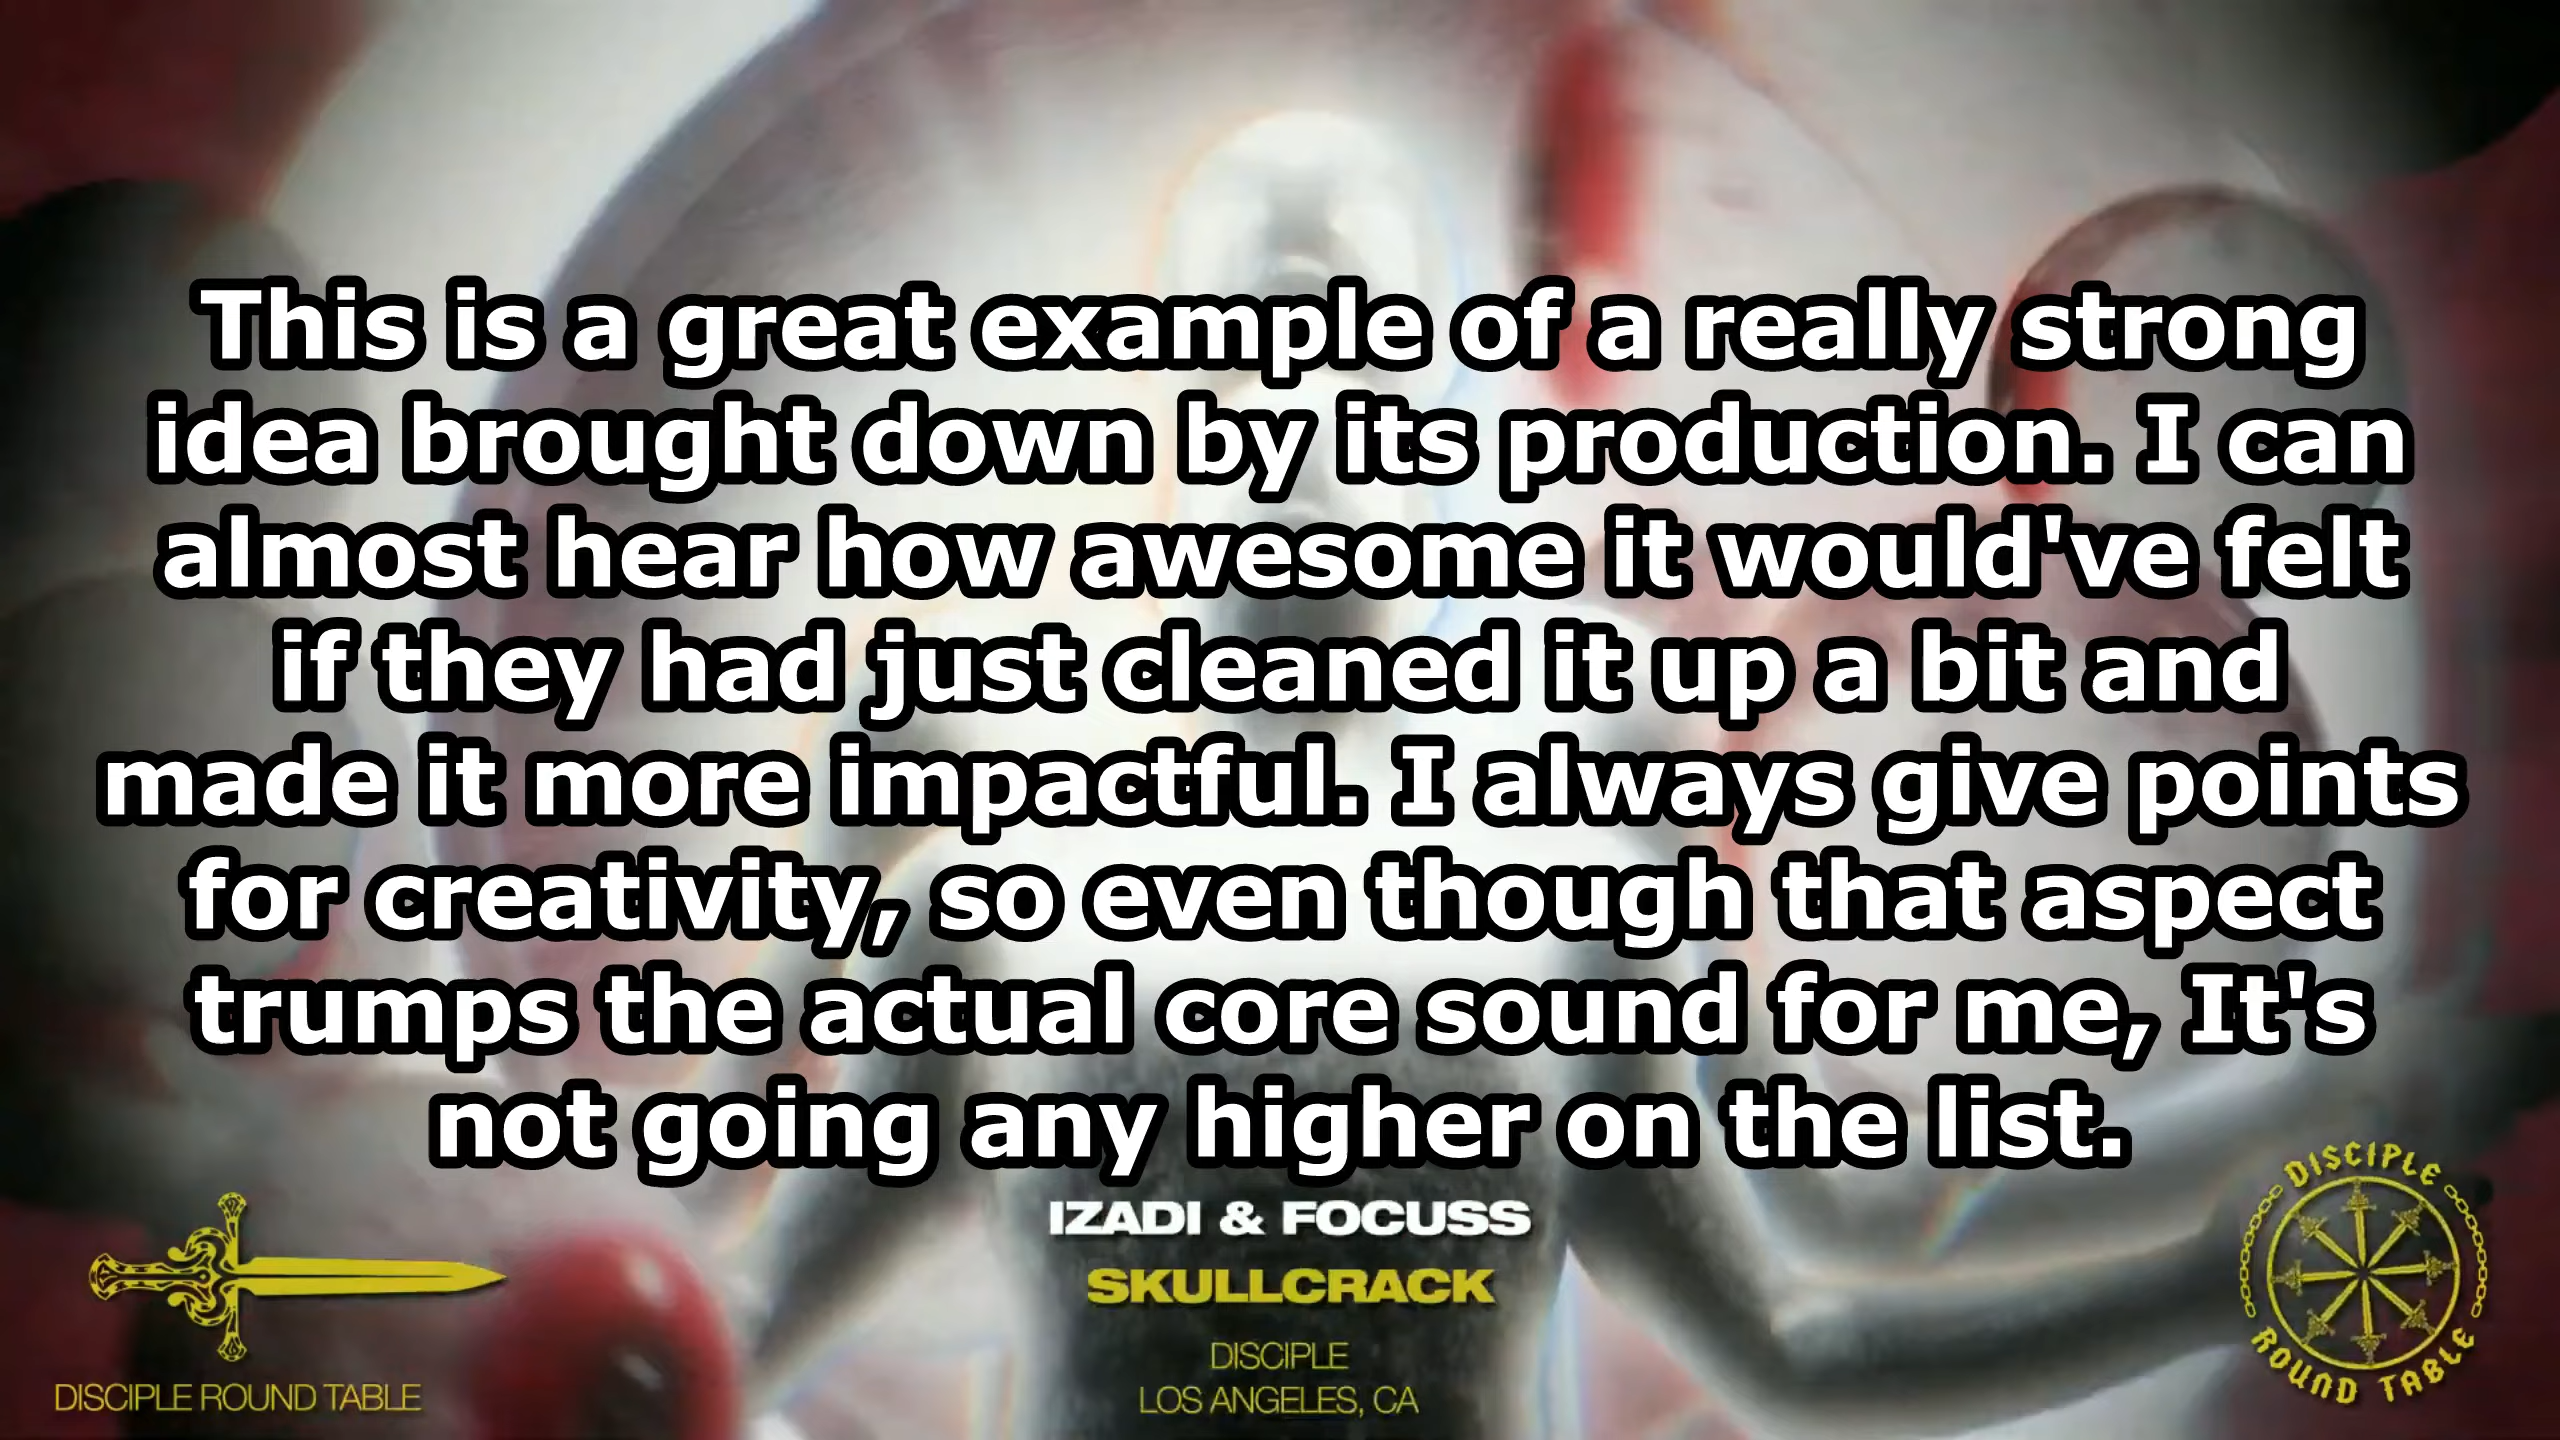 This is a great example of a really strong
idea brought down by its production. I can
almost hear how awesome it would've felt
if they had just cleaned it up a bit and
made it more impactful. I always give points
for creativity, so even though that aspect
trumps the actual core sound for me, It's
not going any higher on the list.
IZADI & FOCUSS
SKULLCRACK
DISCIPLE
LOS ANGELES, CA
DISCIPLE ROUND TABLE
DISCIPLE
ROUND TABLE